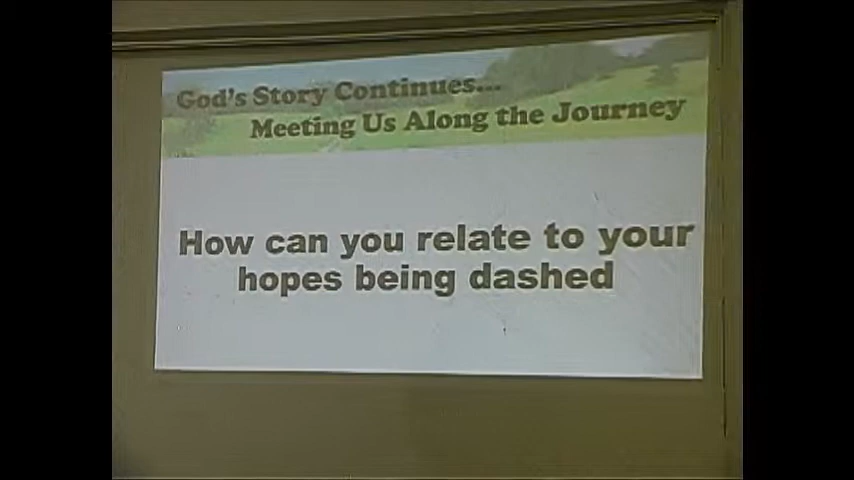 God's Story Continues...
Meeting Us Along the Journey
How can you relate to your
hopes being dashed